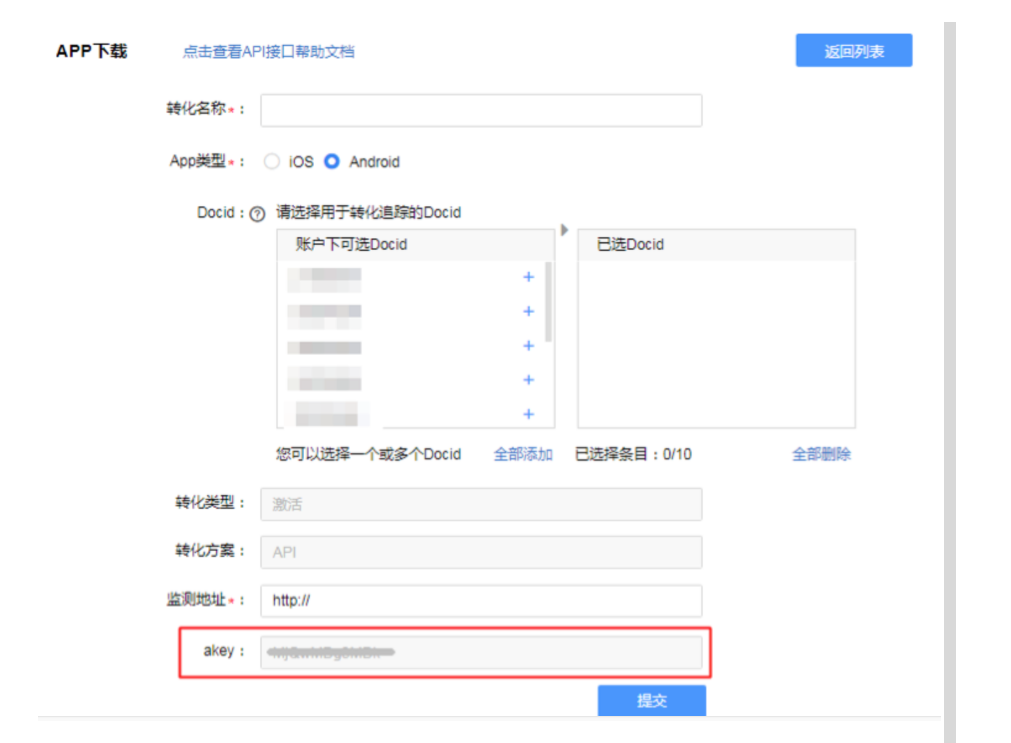 APP下载 点击查看API接口帮助文档 返回列表
转化名称*：
App类型*： iOS Android
Docid：? 请选择用于转化追踪的Docid
账户下可选Docid 已选Docid
+
+
+
+
+
您可以选择一个或多个Docid 全部添加 已选择条目：0/10 全部删除
转化类型： 激活
转化方案： API
监测地址*： http://
akey：
提交